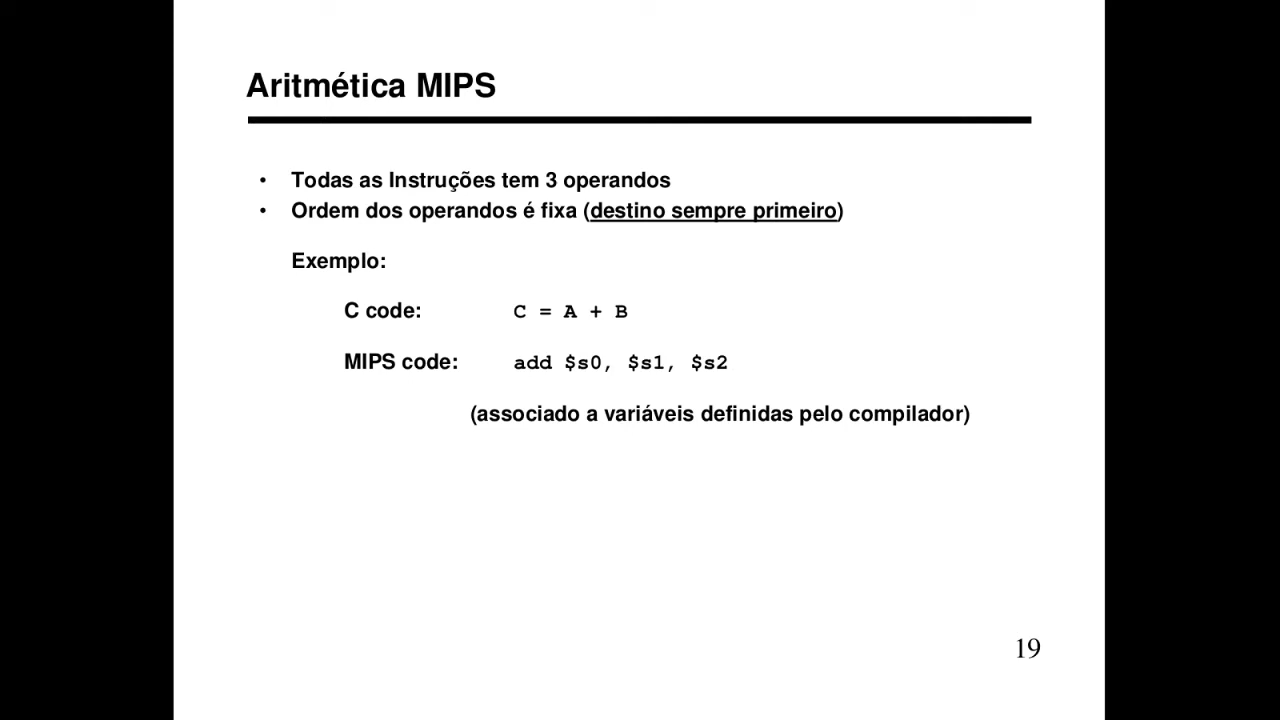 Aritmética MIPS
• Todas as Instruções tem 3 operandos
• Ordem dos operandos é fixa (destino sempre primeiro)
Exemplo:
C code: C = A + B
MIPS code: add $s0, $s1, $s2
(associado a variáveis definidas pelo compilador)
19